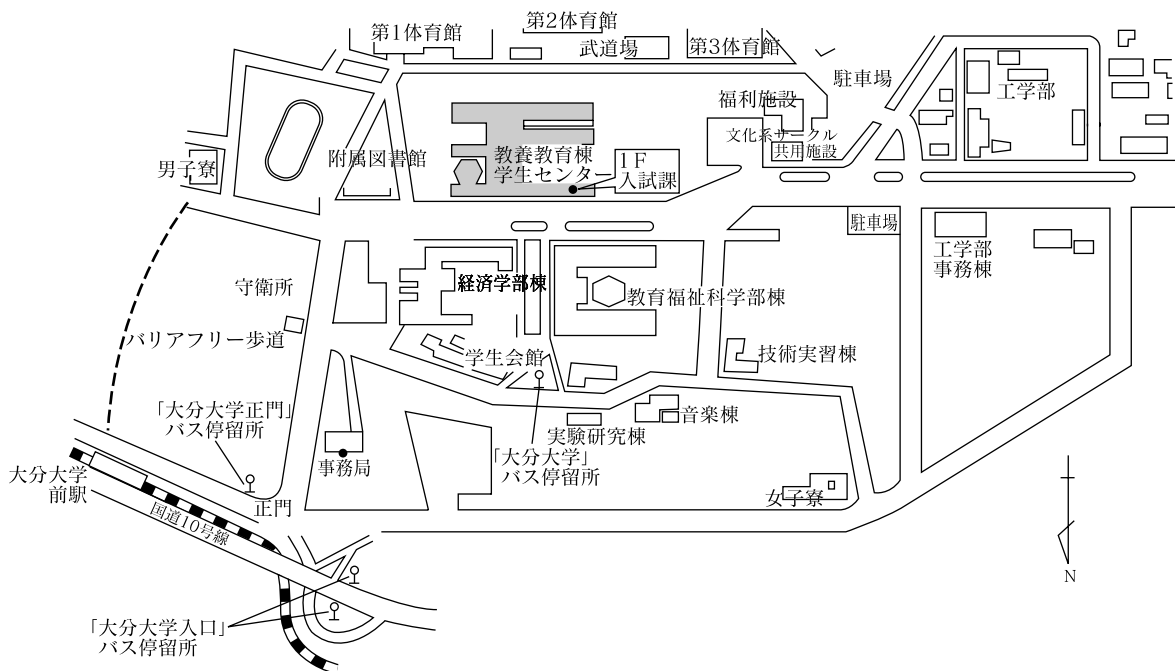 第1体育館
第2体育館
武道場
第3体育館
駐車場
福利施設
工学部
文化系サークル
共用施設
男子寮
附属図書館
教養教育棟
学生センター
1F
入試課
駐車場
工学部
事務棟
守衛所
経済学部棟
教育福祉科学部棟
バリアフリー歩道
学生会館
技術実習棟
「大分大学正門」
バス停留所
音楽棟
実験研究棟
「大分大学」
バス停留所
事務局
大分大学
前駅
正門
女子寮
国道10号線
N
「大分大学入口」
バス停留所